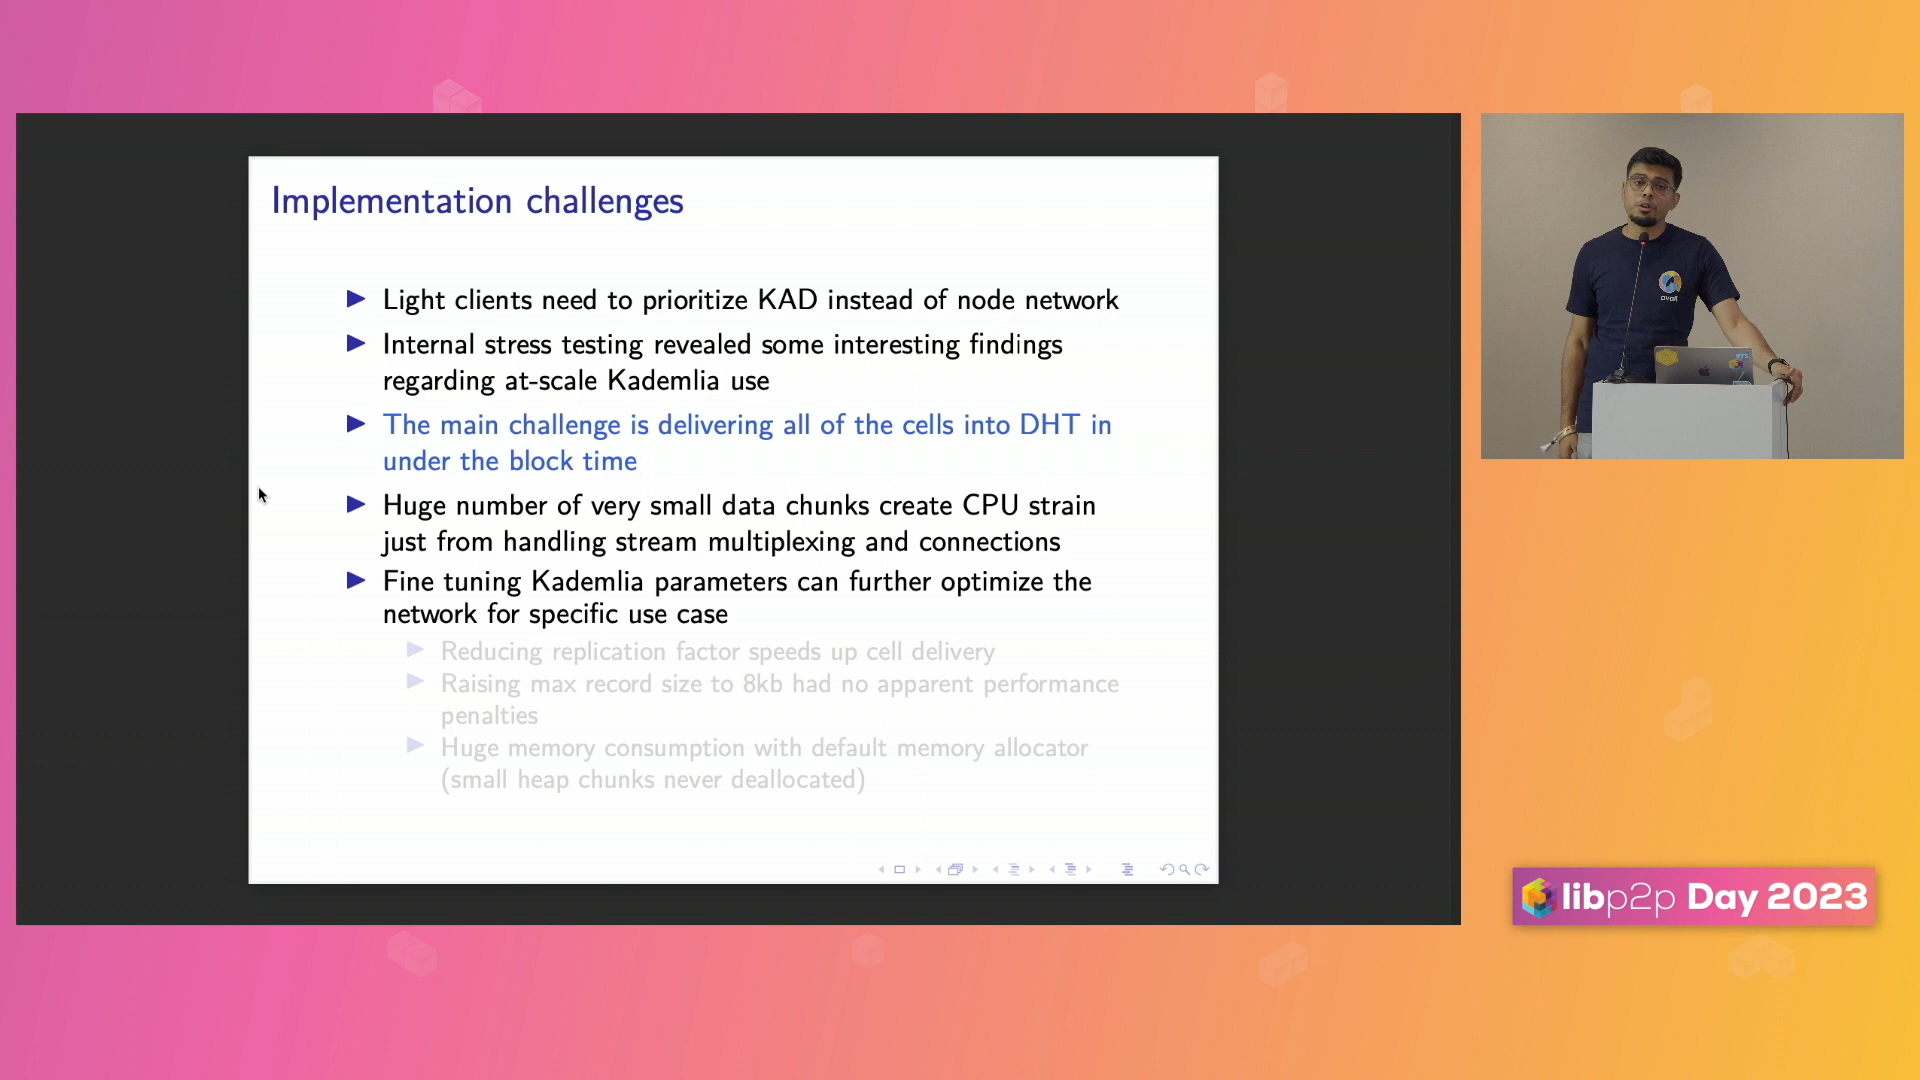 Implementation challenges
Light clients need to prioritize KAD instead of node network
Internal stress testing revealed some interesting findings
regarding at-scale Kademlia use
The main challenge is delivering all of the cells into DHT in
under the block time
Huge number of very small data chunks create CPU strain
just from handling stream multiplexing and connections
Fine tuning Kademlia parameters can further optimize the
network for specific use case
Reducing replication factor speeds up cell delivery
Raising max record size to 8kb had no apparent performance
penalties
Huge memory consumption with default memory allocator
(small heap chunks never deallocated)
avail
libp2p Day 2023